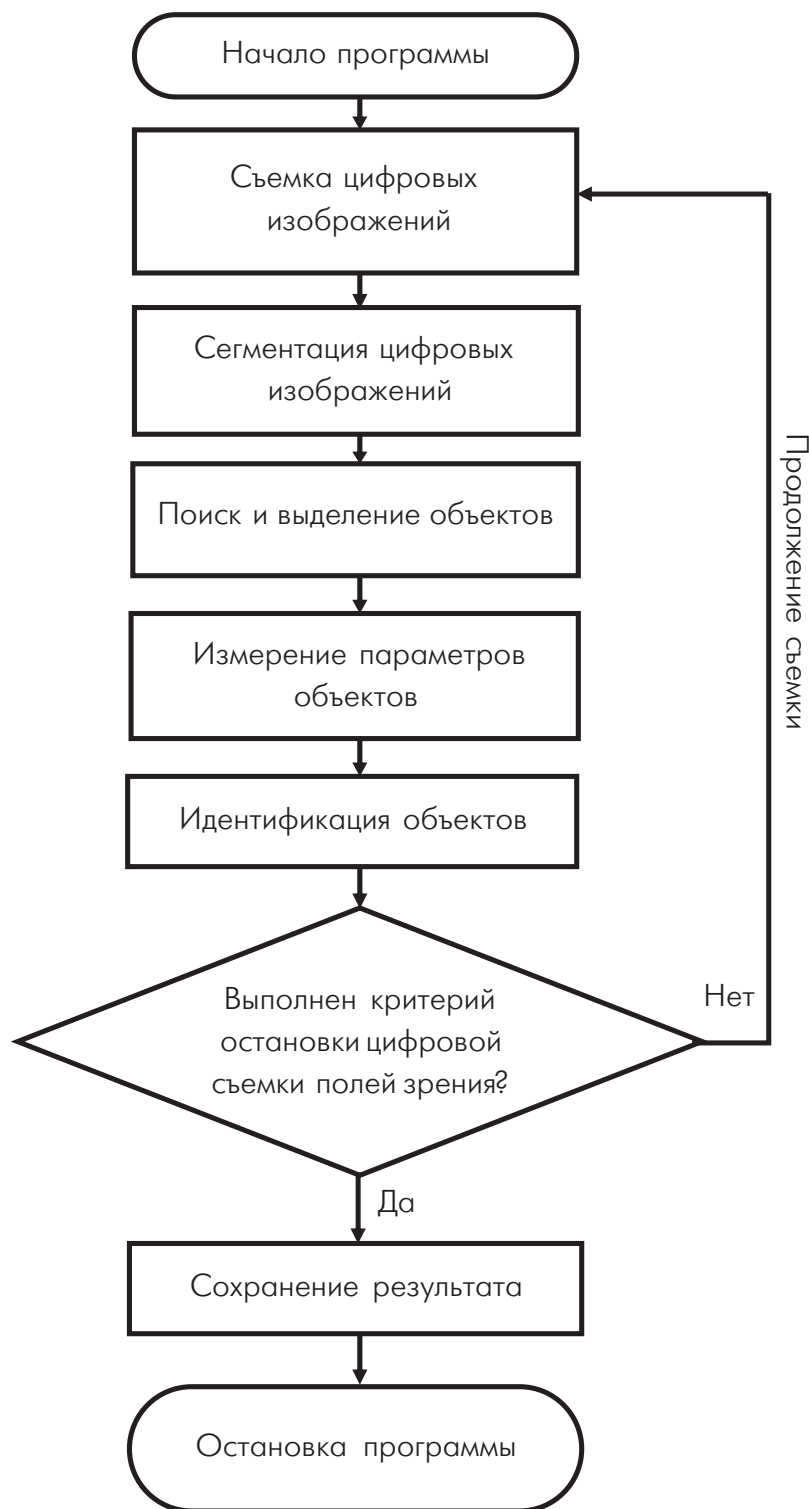 Начало программы
Съемка цифровых
изображений
Сегментация цифровых
изображений
Поиск и выделение объектов
Измерение параметров
объектов
Идентификация объектов
Выполнен критерий
остановки цифровой
съемки полей зрения?
Нет
Продолжение съемки
Да
Сохранение результата
Остановка программы